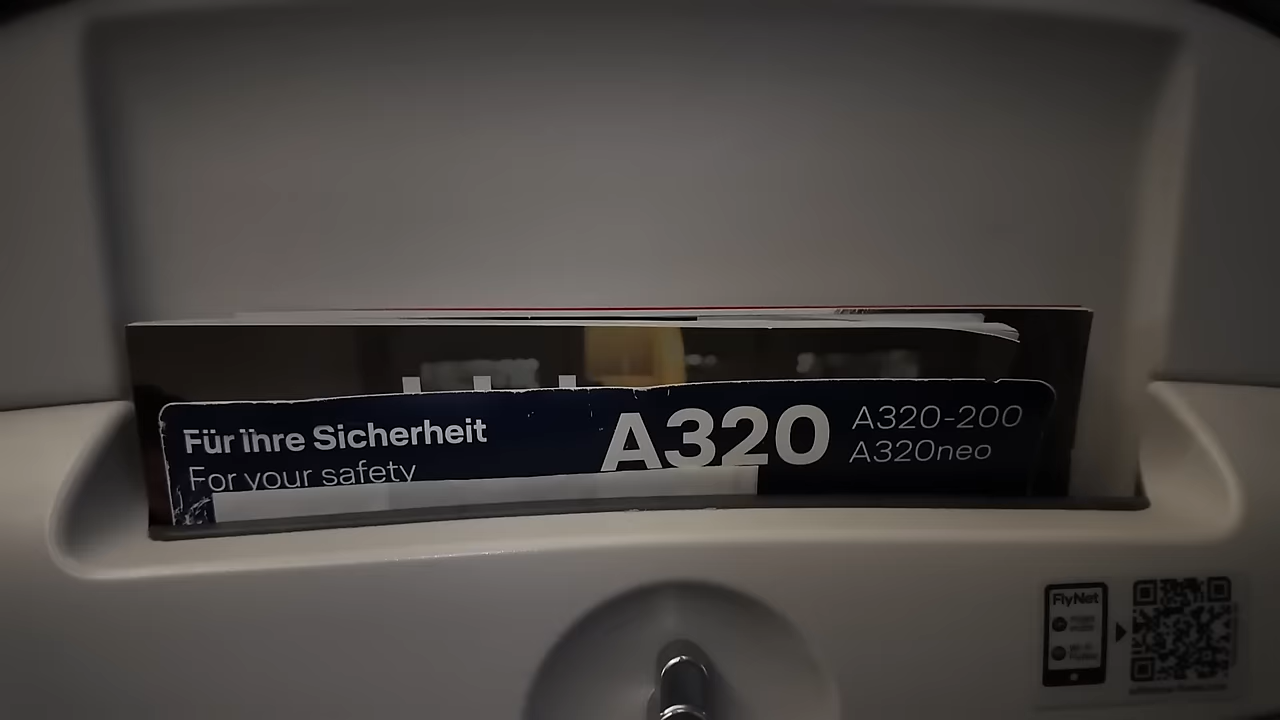 Für Ihre Sicherheit
For your safety
A320
A320-200
A320neo
FlyNet